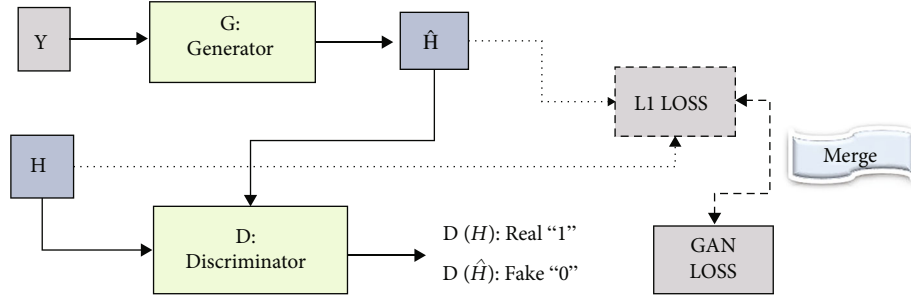 Y
G:
Generator
Ĥ
L1 LOSS
H
Merge
D:
Discriminator
D (H): Real “1”
D (Ĥ): Fake “0”
GAN
LOSS